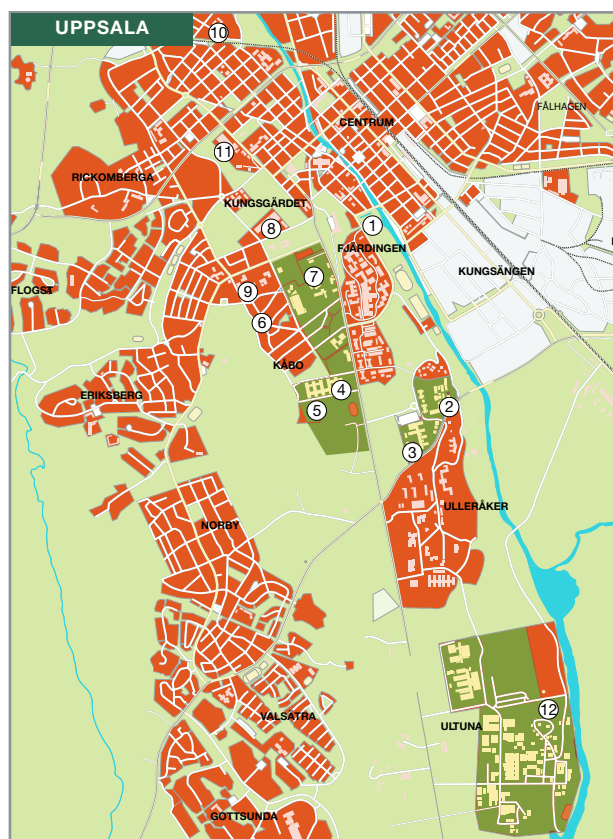 UPPSALA
10
FÅLHAGEN
CENTRUM
11
RICKOMBERGA
KUNGSGÄRDET
1
8
FJÄRDINGEN
7
KUNGSÄNGEN
FLOGST
9
6
KÅBO
4
ERIKSBERG
5
2
3
ULLERÅKER
NORBY
12
VALSÄTRA
ULTUNA
GOTTSUNDA